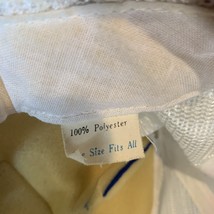 100% Polyester
Size Fits All